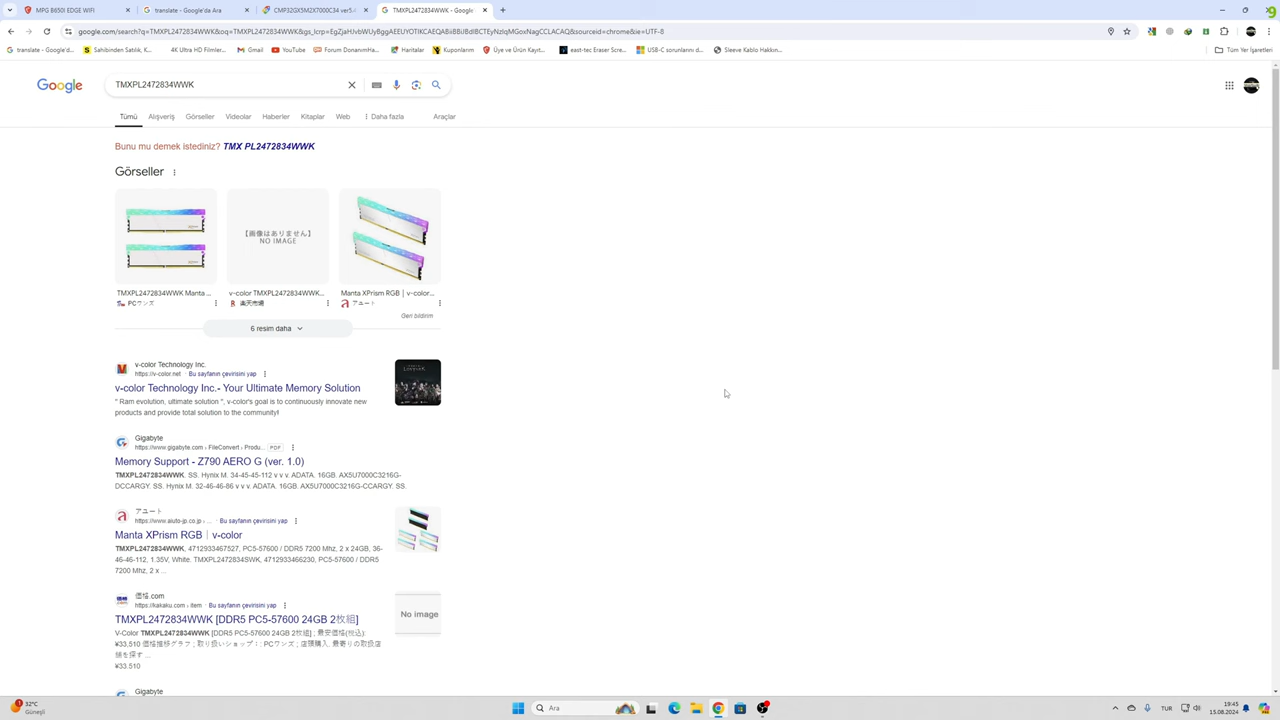 MPG B650I EDGE WIFI
translate - Google'da Ara
CMP32GX5M2X7000C34 ver5.4
TMXPL2472834WWK - Google
google.com/search?q=TMXPL2472834WWK&oq=TMXPL2472834WWK&gs_lcrp=EgZjaHJvbWUyBggAEEUYOTIKCAEQABiiBBiJBdIBCTEyNzlqMGoxNagCCLACAQ&sourceid=chrome&ie=UTF-8
translate - Google'd...
Sahibinden Satılık, K...
4K Ultra HD Filmler...
Gmail
YouTube
Forum DonanımHa...
Haritalar
Kuponlarım
Üye ve Ürün Kayıt...
east-tec Eraser Scre...
USB-C sorunlarını d...
Sleeve Kablo Hakkın...
Tüm Yer İşaretleri
Google
TMXPL2472834WWK
Tümü
Alışveriş
Görseller
Videolar
Haberler
Kitaplar
Web
Daha fazla
Araçlar
Bunu mu demek istediniz? TMX PL2472834WWK
Görseller
【画像はありません】
NO IMAGE
TMXPL2472834WWK Manta ...
v-color TMXPL2472834WWK...
Manta XPrism RGB｜v-color...
PCワンズ
楽天市場
アユート
Geri bildirim
6 resim daha
v-color Technology Inc.
https://v-color.net
Bu sayfanın çevirisini yap
v-color Technology Inc.- Your Ultimate Memory Solution
" Ram evolution, ultimate solution ", v-color's goal is to continuously innovate new
products and provide total solution to the community!
Gigabyte
https://www.gigabyte.com › FileConvert › Produ...
PDF
Memory Support - Z790 AERO G (ver. 1.0)
TMXPL2472834WWK. SS. Hynix M. 34-45-45-112 v v v. ADATA. 16GB. AX5U7000C3216G-
DCCARGY. SS. Hynix M. 32-46-46-86 v v v. ADATA. 16GB. AX5U7000C3216G-CCARGY. SS.
アユート
https://www.aiuto-jp.co.jp › ...
Bu sayfanın çevirisini yap
Manta XPrism RGB｜v-color
TMXPL2472834WWK, 4712933467527, PC5-57600 / DDR5 7200 Mhz, 2 x 24GB, 36-
46-46-112, 1.35V, White. TMXPL2472834SWK, 4712933466230, PC5-57600 / DDR5
7200 Mhz, 2 x ...
価格.com
https://kakaku.com › item
Bu sayfanın çevirisini yap
TMXPL2472834WWK [DDR5 PC5-57600 24GB 2枚組]
V-Color TMXPL2472834WWK [DDR5 PC5-57600 24GB 2枚組] ; 最安価格(税込):
¥33,510 価格推移グラフ ; 取り扱いショップ：. PCワンズ ; 店頭購入. 最寄りの取扱店
舗を探す ...
¥33.510
No image
Gigabyte
32°C
Güneşli
Ara
TUR
19:45
15.08.2024